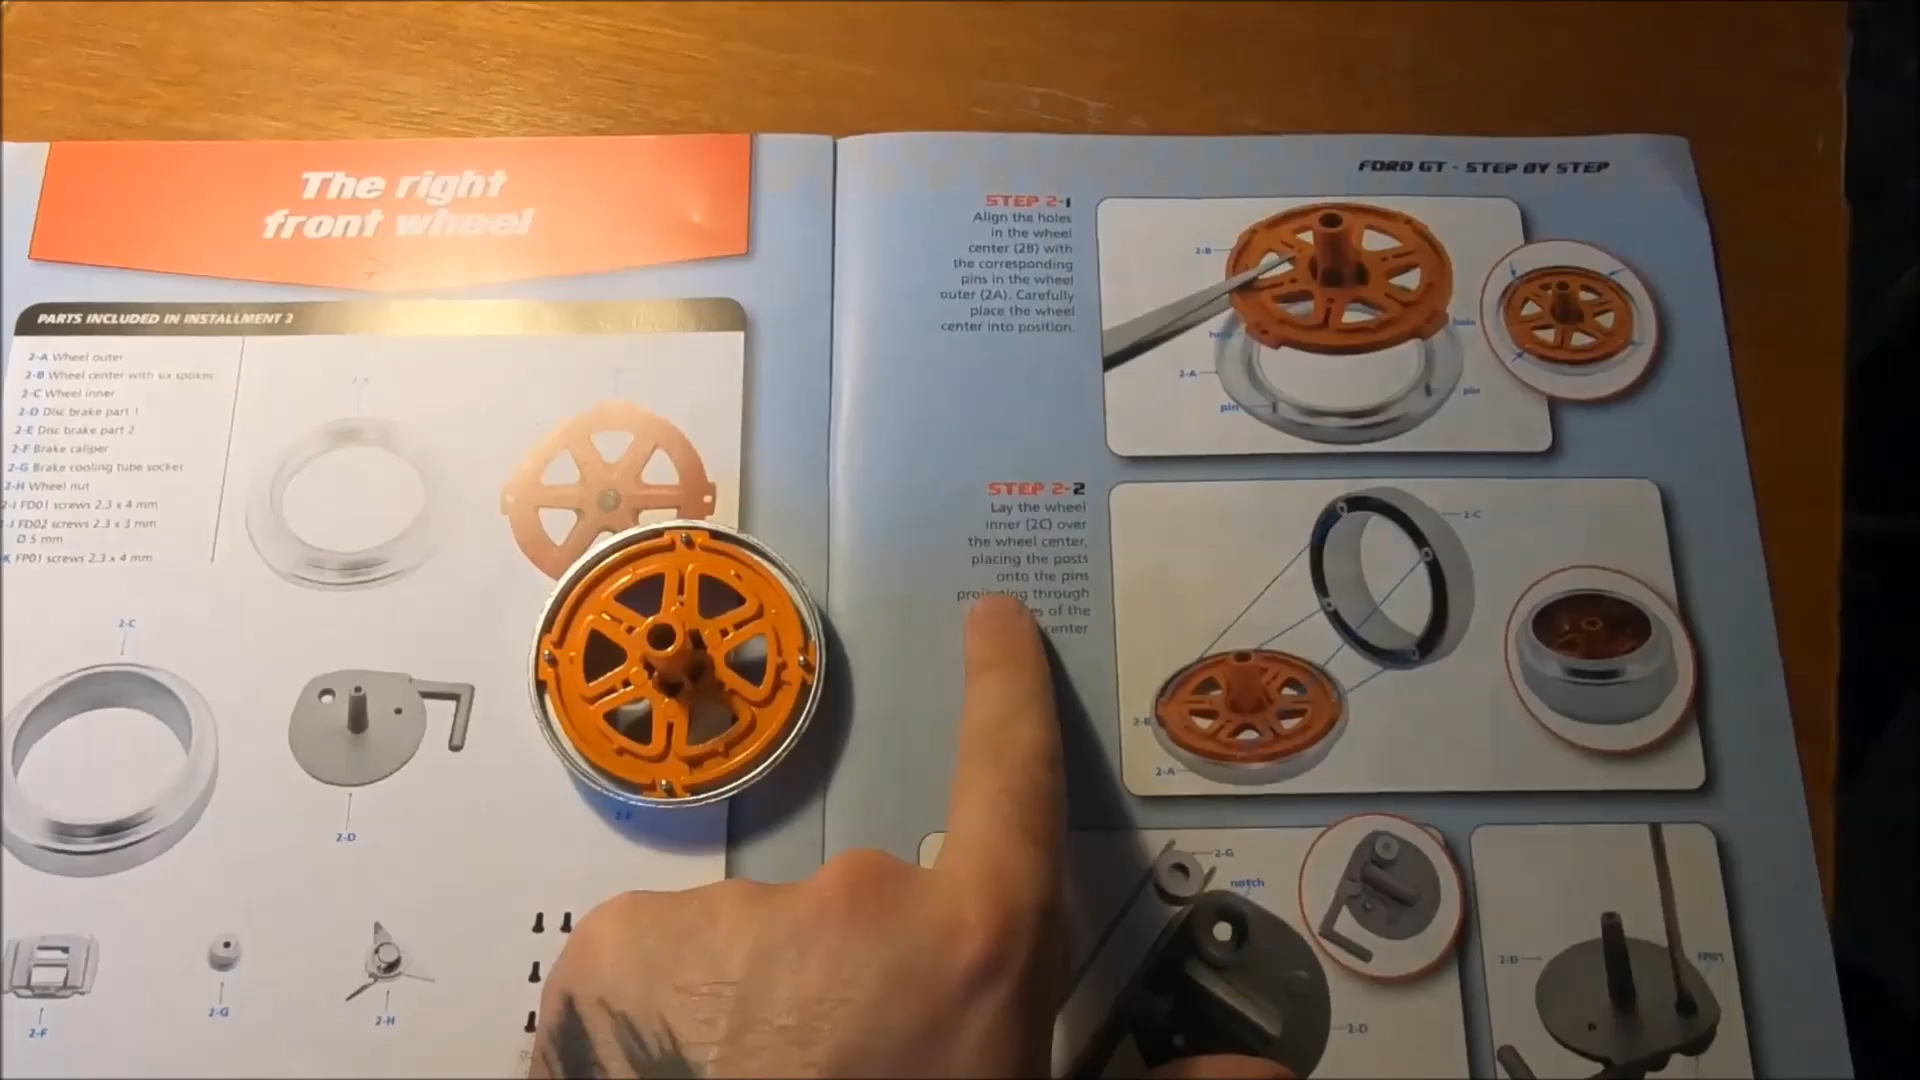 The right
front wheel
PARTS INCLUDED IN INSTALLMENT 2
2-A Wheel outer
2-B Wheel center with six spokes
2-C Wheel inner
2-D Disc brake part 1
2-E Disc brake part 2
2-F Brake caliper
2-G Brake cooling tube socket
2-H Wheel nut
FD01 screws 2.3 x 4 mm
FD02 screws 2.3 x 3 mm
Ø 5 mm
K FP01 screws 2.3 x 4 mm
2-C
2-D
2-E
2-F
2-G
2-H
FORD GT - STEP BY STEP
STEP 2-1
Align the holes
in the wheel
center (2B) with
the corresponding
pins in the wheel
outer (2A). Carefully
place the wheel
center into position.
2-B
hole
2-A
pin
pin
STEP 2-2
Lay the wheel
inner (2C) over
the wheel center,
placing the posts
onto the pins
projecting through
of the
center
2-C
2-B
2-A
2-G
notch
2-D
2-D
FP01